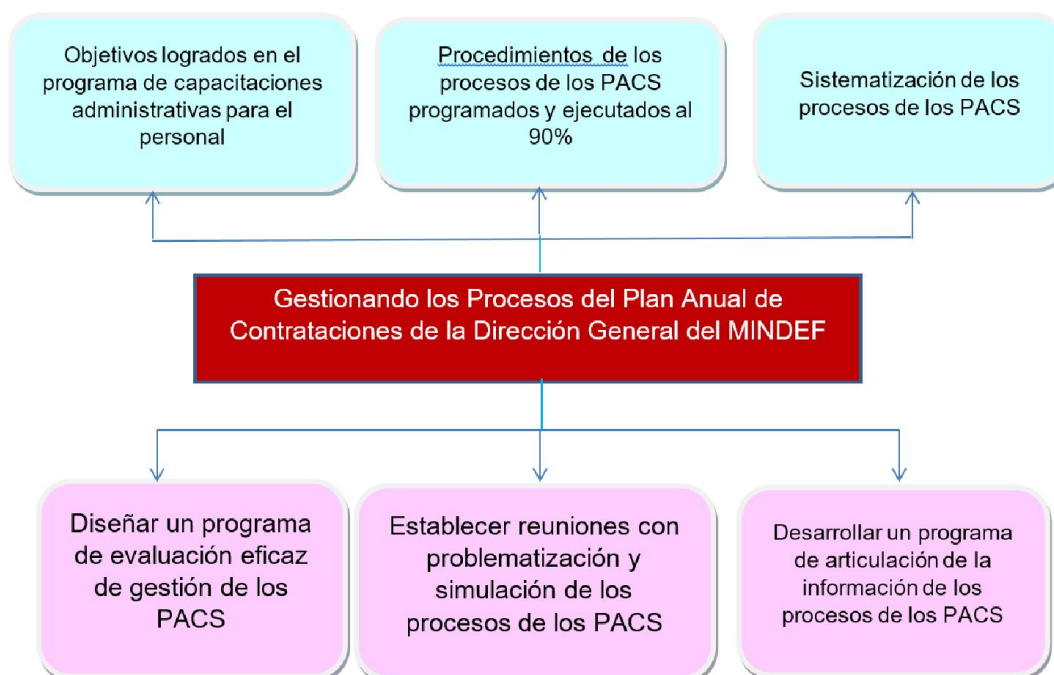 Objetivos logrados en el
programa de capacitaciones
administrativas para el
personal
Procedimientos de los
procesos de los PACS
programados y ejecutados al
90%
Sistematización de los
procesos de los PACS
Gestionando los Procesos del Plan Anual de
Contrataciones de la Dirección General del MINDEF
Diseñar un programa
de evaluación eficaz
de gestión de los
PACS
Establecer reuniones con
problematización y
simulación de los
procesos de los PACS
Desarrollar un programa
de articulación de la
información de los
procesos de los PACS